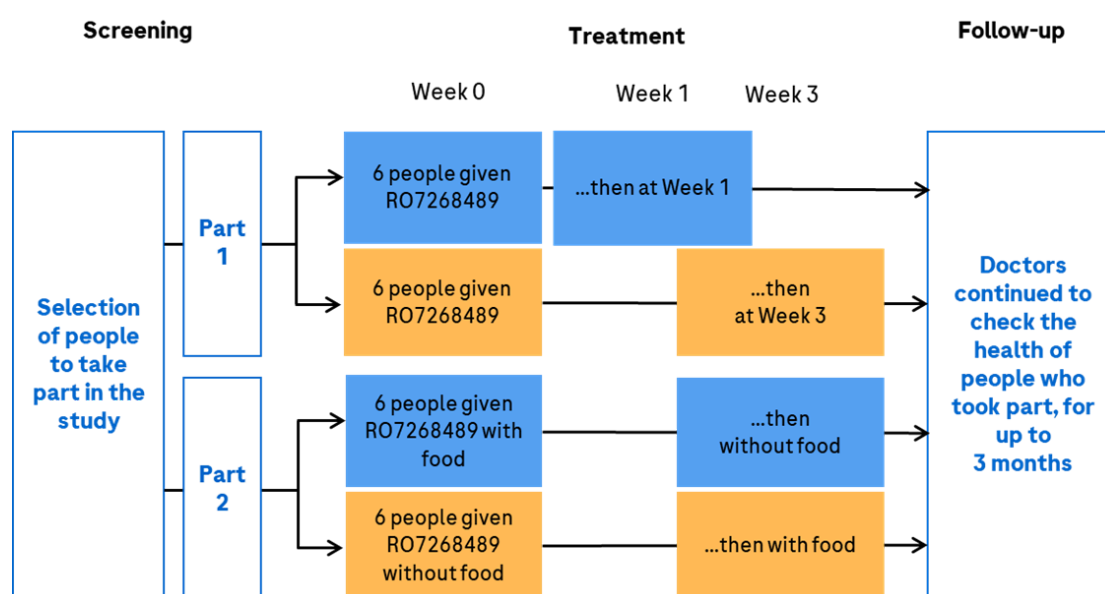 Screening
Treatment
Follow-up
Week 0
Week 1
Week 3
Selection
of people
to take
part in the
study
Part
1
6 people given
RO7268489
...then at Week 1
6 people given
RO7268489
...then
at Week 3
Part
2
6 people given
RO7268489 with
food
...then
without food
6 people given
RO7268489
without food
...then with food
Doctors
continued to
check the
health of
people who
took part, for
up to
3 months